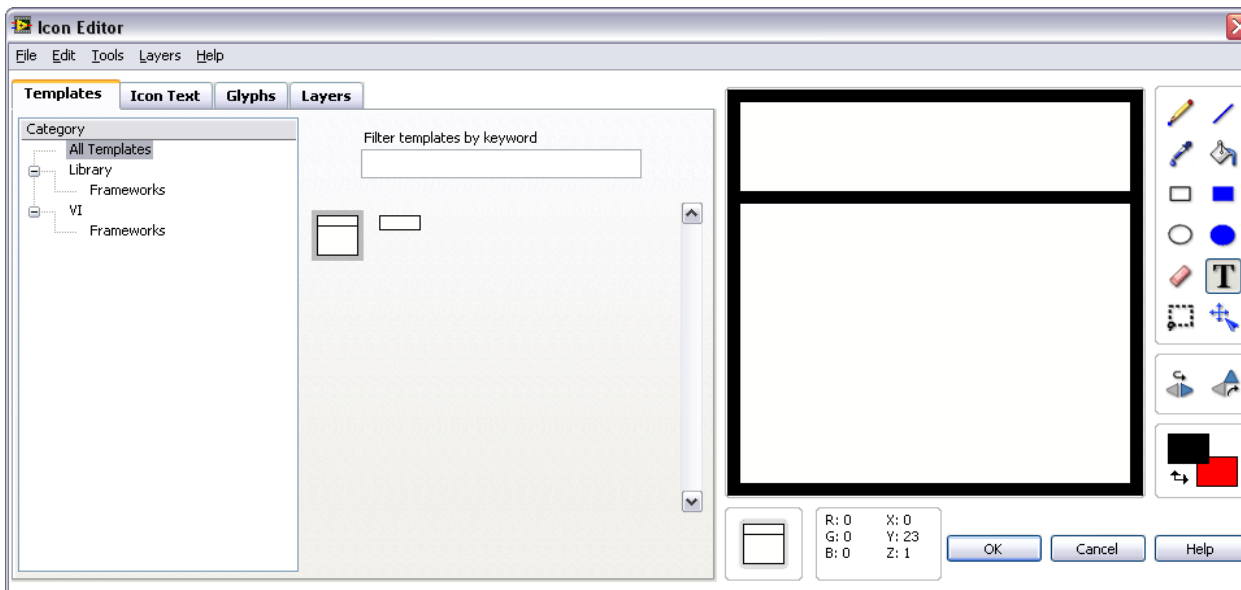 Icon Editor
File Edit Tools Layers Help
Templates Icon Text Glyphs Layers
Category
All Templates
Library
Frameworks
VI
Frameworks
Filter templates by keyword
T
R: 0 X: 0
G: 0 Y: 23
B: 0 Z: 1
OK Cancel Help